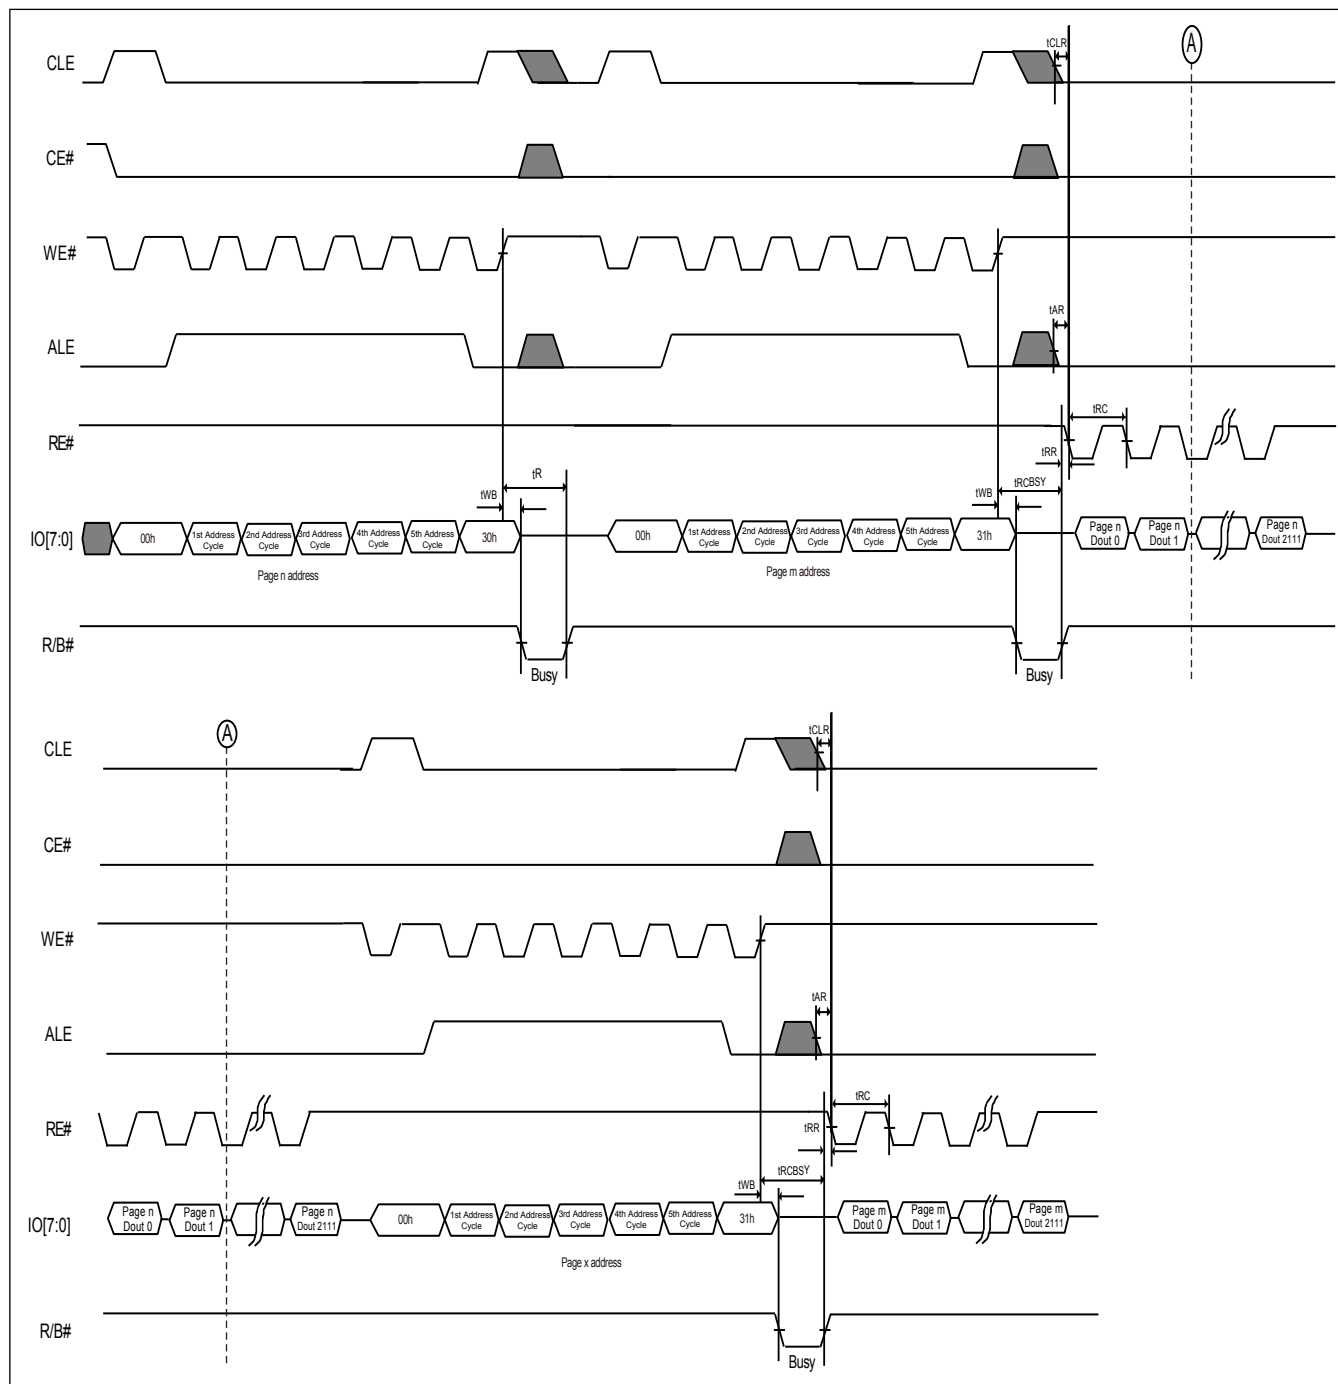 tCLR
A
CLE
CE#
WE#
tAR
ALE
tRC
RE#
tRR
tR
tRCBSY
tWB
tWB
IO[7:0]
00h
1st Address Cycle
2nd Address Cycle
3rd Address Cycle
4th Address Cycle
5th Address Cycle
30h
00h
1st Address Cycle
2nd Address Cycle
3rd Address Cycle
4th Address Cycle
5th Address Cycle
31h
Page n Dout 0
Page n Dout 1
Page n Dout 2111
Page n address
Page m address
R/B#
Busy
Busy
A
tCLR
CLE
CE#
WE#
tAR
ALE
tRC
RE#
tRR
tRCBSY
tWB
IO[7:0]
Page n Dout 0
Page n Dout 1
Page n Dout 2111
00h
1st Address Cycle
2nd Address Cycle
3rd Address Cycle
4th Address Cycle
5th Address Cycle
31h
Page m Dout 0
Page m Dout 1
Page m Dout 2111
Page x address
R/B#
Busy